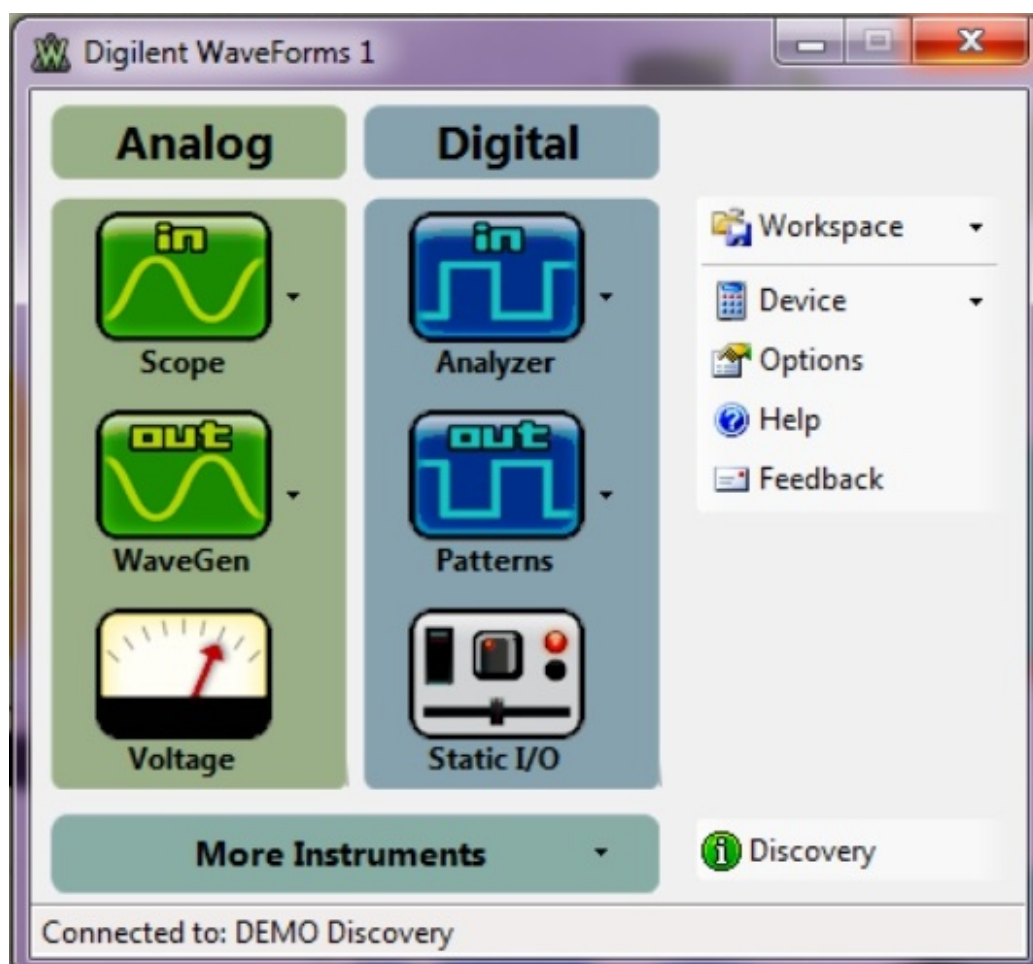 Digilent WaveForms 1
Analog
Digital
in
Scope
in
Analyzer
Workspace
Device
Options
Help
Feedback
out
WaveGen
out
Patterns
Voltage
Static I/O
More Instruments
Discovery
Connected to: DEMO Discovery